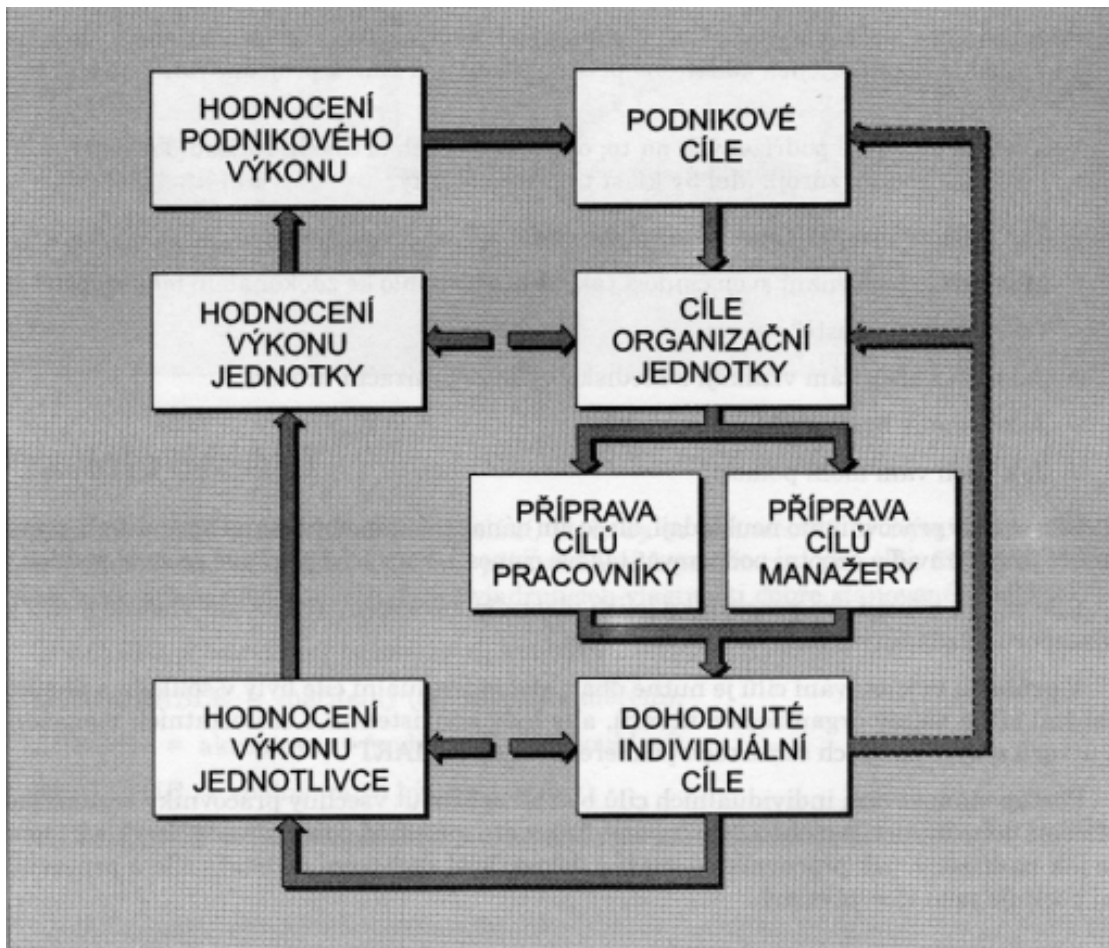 HODNOCENÍ
PODNIKOVÉHO
VÝKONU
PODNIKOVÉ
CÍLE
HODNOCENÍ
VÝKONU
JEDNOTKY
CÍLE
ORGANIZAČNÍ
JEDNOTKY
PŘÍPRAVA
CÍLŮ
PRACOVNÍKY
PŘÍPRAVA
CÍLŮ
MANAŽERY
HODNOCENÍ
VÝKONU
JEDNOTLIVCE
DOHODNUTÉ
INDIVIDUÁLNÍ
CÍLE